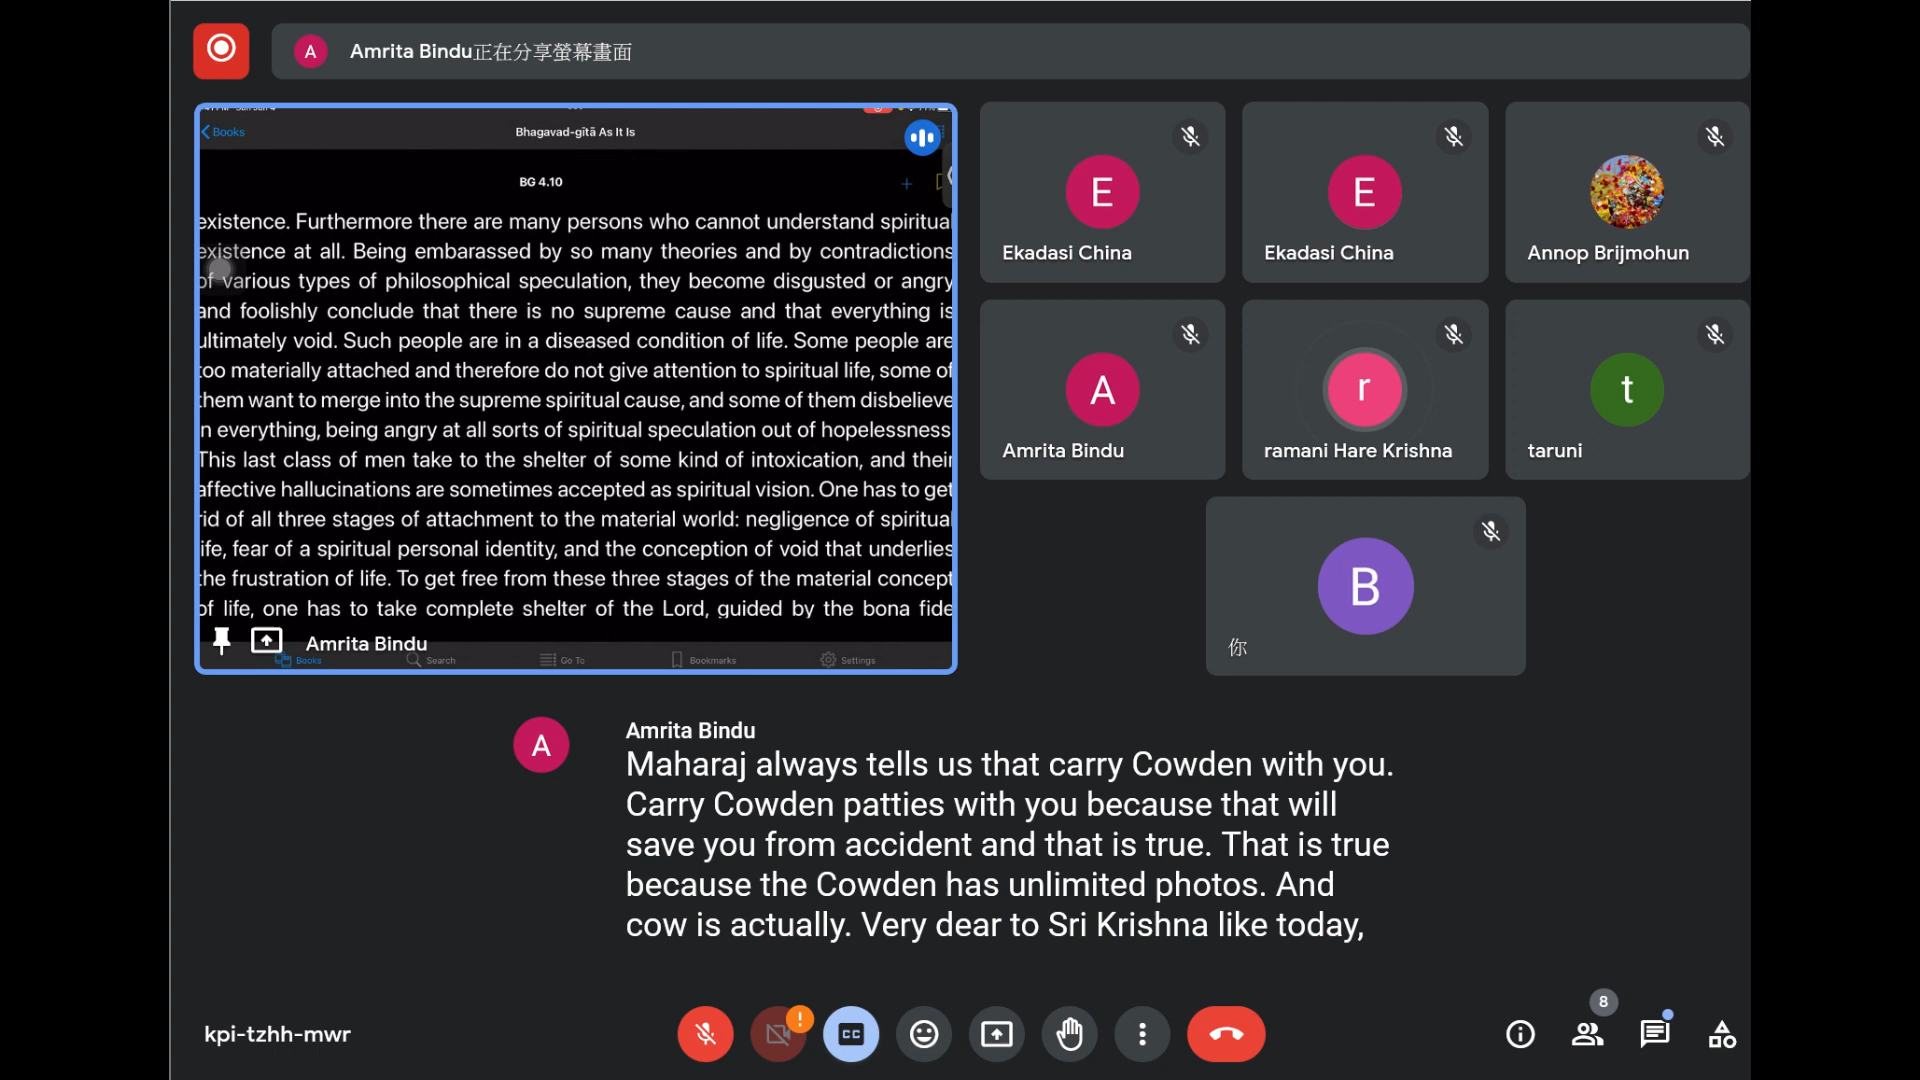 A Amrita Bindu正在分享螢幕畫面
Books
Bhagavad-gītā As It Is
BG 4.10
existence. Furthermore there are many persons who cannot understand spiritual
existence at all. Being embarassed by so many theories and by contradictions
of various types of philosophical speculation, they become disgusted or angry
and foolishly conclude that there is no supreme cause and that everything is
ultimately void. Such people are in a diseased condition of life. Some people are
too materially attached and therefore do not give attention to spiritual life, some of
them want to merge into the supreme spiritual cause, and some of them disbelieve
in everything, being angry at all sorts of spiritual speculation out of hopelessness
This last class of men take to the shelter of some kind of intoxication, and their
affective hallucinations are sometimes accepted as spiritual vision. One has to get
rid of all three stages of attachment to the material world: negligence of spiritual
life, fear of a spiritual personal identity, and the conception of void that underlies
the frustration of life. To get free from these three stages of the material concept
of life, one has to take complete shelter of the Lord, guided by the bona fide
Amrita Bindu
Books
Search
Go To
Bookmarks
Settings
E
Ekadasi China
E
Ekadasi China
Annop Brijmohun
A
Amrita Bindu
r
ramani Hare Krishna
t
taruni
B
你
A
Amrita Bindu
Maharaj always tells us that carry Cowden with you.
Carry Cowden patties with you because that will
save you from accident and that is true. That is true
because the Cowden has unlimited photos. And
cow is actually. Very dear to Sri Krishna like today,
kpi-tzhh-mwr
!
CC
8